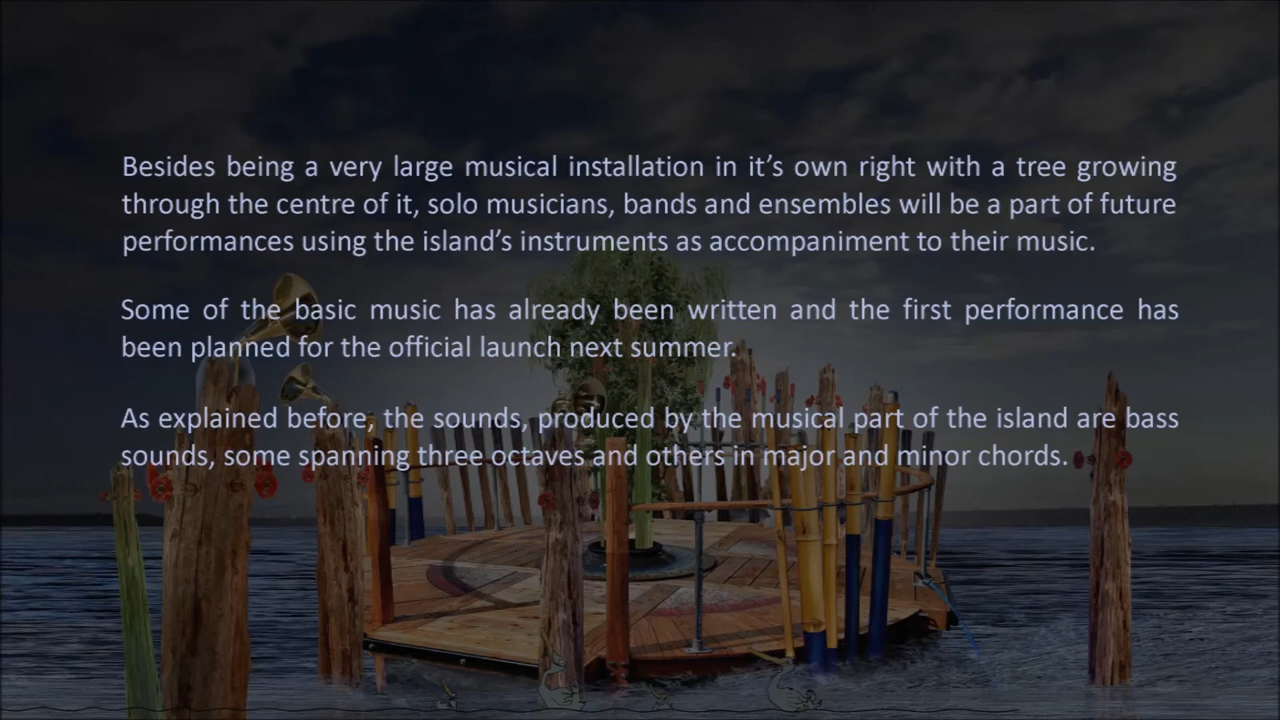 Besides being a very large musical installation in it’s own right with a tree growing
through the centre of it, solo musicians, bands and ensembles will be a part of future
performances using the island’s instruments as accompaniment to their music.
Some of the basic music has already been written and the first performance has
been planned for the official launch next summer.
As explained before, the sounds, produced by the musical part of the island are bass
sounds, some spanning three octaves and others in major and minor chords.